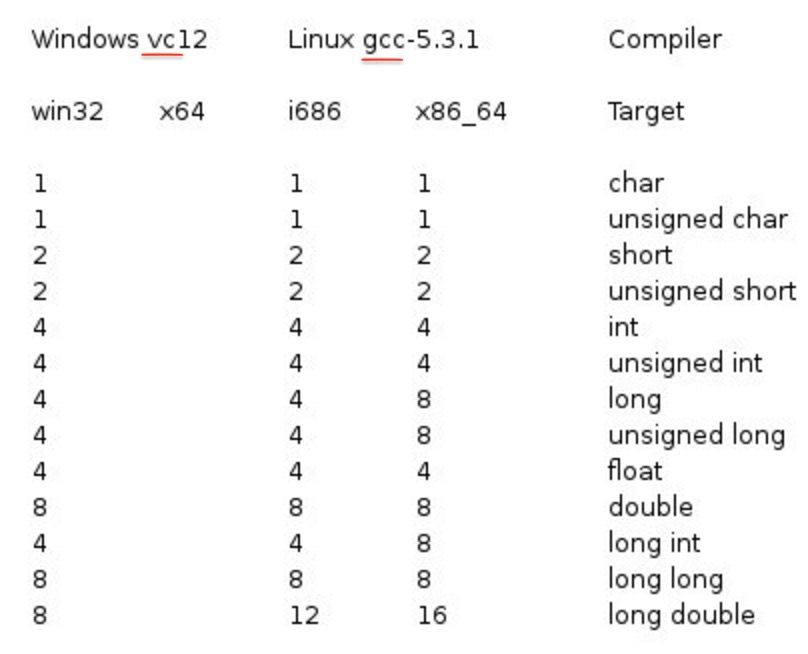 Windows vc12 Linux gcc-5.3.1 Compiler
win32 x64 i686 x86_64 Target
1 1 1 char
1 1 1 unsigned char
2 2 2 short
2 2 2 unsigned short
4 4 4 int
4 4 4 unsigned int
4 4 8 long
4 4 8 unsigned long
4 4 4 float
8 8 8 double
4 4 8 long int
8 8 8 long long
8 12 16 long double